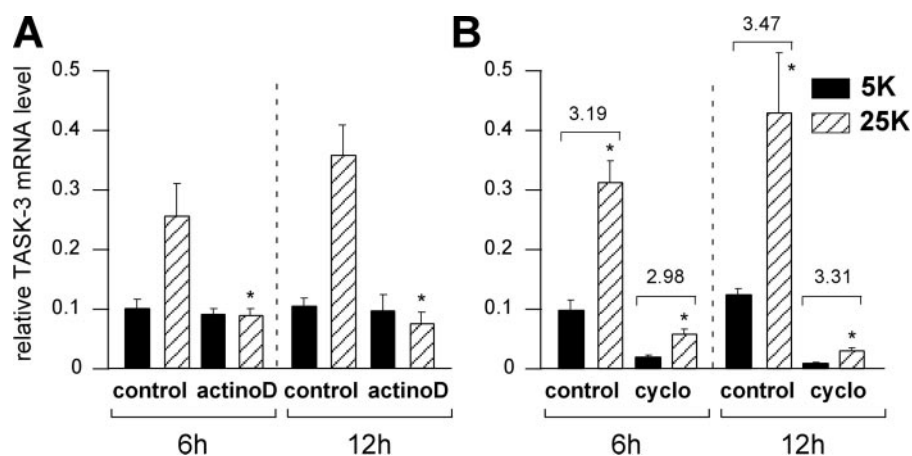 A
relative TASK-3 mRNA level
0.5
0.4
0.3
0.2
0.1
0
*
*
control actinoD control actinoD
6h 12h
B
0.5
0.4
0.3
0.2
0.1
0
3.19
*
2.98
*
3.47
*
3.31
*
5K
25K
control cyclo control cyclo
6h 12h